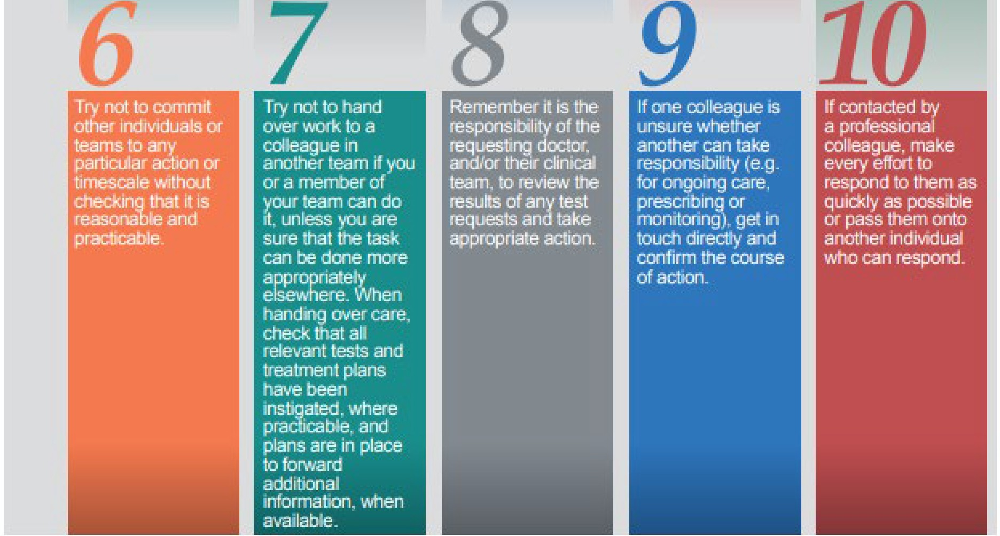 6
Try not to commit
other individuals or
teams to any
particular action or
timescale without
checking that it is
reasonable and
practicable.
7
Try not to hand
over work to a
colleague in
another team if you
or a member of
your team can do
it, unless you are
sure that the task
can be done more
appropriately
elsewhere. When
handing over care,
check that all
relevant tests and
treatment plans
have been
instigated, where
practicable, and
plans are in place
to forward
additional
information, when
available.
8
Remember it is the
responsibility of the
requesting doctor,
and/or their clinical
team, to review the
results of any test
requests and take
appropriate action.
9
If one colleague is
unsure whether
another can take
responsibility (e.g.
for ongoing care,
prescribing or
monitoring), get in
touch directly and
confirm the course
of action.
10
If contacted by
a professional
colleague, make
every effort to
respond to them as
quickly as possible
or pass them onto
another individual
who can respond.